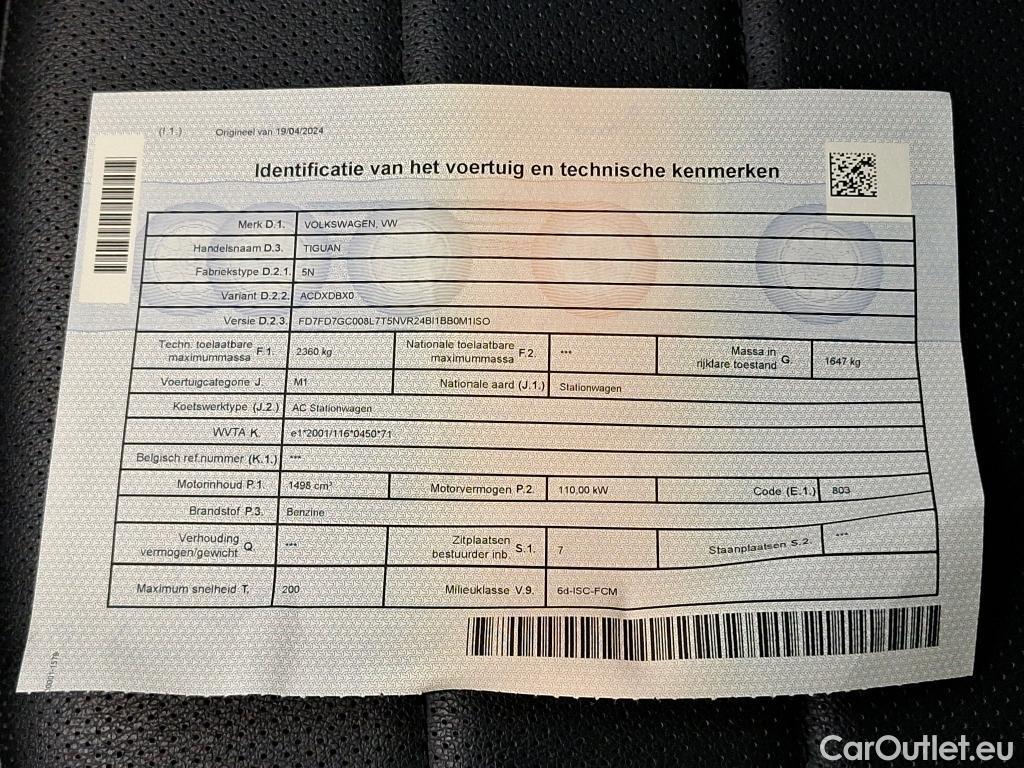 (I.1.) Origineel van 19/04/2024
Identificatie van het voertuig en technische kenmerken
Merk D.1. VOLKSWAGEN, VW
Handelsnaam D.3. TIGUAN
Fabriekstype D.2.1. 5N
Variant D.2.2. ACDXDBX0
Versie D.2.3. FD7FD7GC008L7T5NVR24BI1BB0M1ISO
Techn. toelaatbare maximummassa F.1. 2360 kg Nationale toelaatbare maximummassa F.2. *** Massa in rijklare toestand G. 1647 kg
Voertuigcategorie J. M1 Nationale aard (J.1.) Stationwagen
Koetswerktype (J.2.) AC Stationwagen
WVTA K. e1*2001/116*0450*71
Belgisch ref.nummer (K.1.) ***
Motorinhoud P.1. 1498 cm³ Motorvermogen P.2. 110,00 kW Code (E.1.) 803
Brandstof P.3. Benzine
Verhouding vermogen/gewicht Q. *** Zitplaatsen bestuurder inb. S.1. 7 Staanplaatsen S.2. ***
Maximum snelheid T. 200 Milieuklasse V.9. 6d-ISC-FCM
CarOutlet.eu